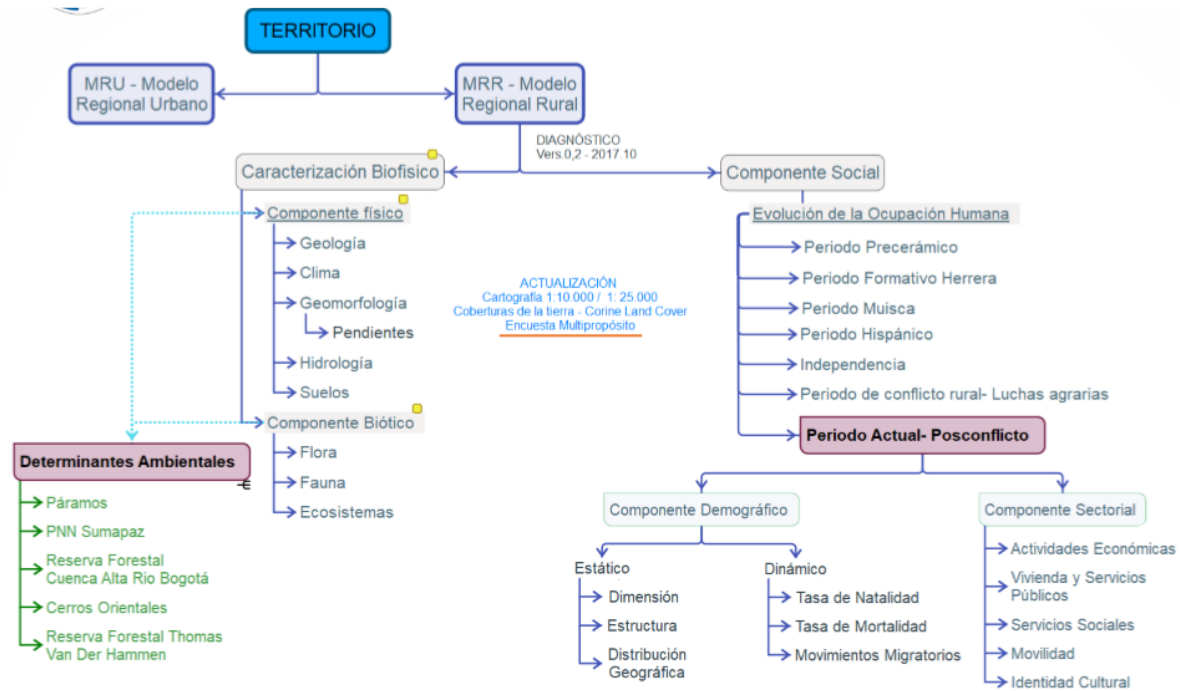 TERRITORIO
MRU - Modelo
Regional Urbano
MRR - Modelo
Regional Rural
DIAGNÓSTICO
Vers.0,2 - 2017.10
Caracterización Biofisico
Componente físico
Geología
Clima
Geomorfología
Pendientes
Hidrología
Suelos
Componente Biótico
Flora
Fauna
Ecosistemas
Determinantes Ambientales
Páramos
PNN Sumapaz
Reserva Forestal
Cuenca Alta Rio Bogotá
Cerros Orientales
Reserva Forestal Thomas
Van Der Hammen
ACTUALIZACIÓN
Cartografía 1:10.000 / 1: 25.000
Coberturas de la tierra - Corine Land Cover
Encuesta Multipropósito
Componente Social
Evolución de la Ocupación Humana
Periodo Precerámico
Periodo Formativo Herrera
Periodo Muisca
Periodo Hispánico
Independencia
Periodo de conflicto rural- Luchas agrarias
Periodo Actual- Posconflicto
Componente Demográfico
Estático
Dimensión
Estructura
Distribución
Geográfica
Dinámico
Tasa de Natalidad
Tasa de Mortalidad
Movimientos Migratorios
Componente Sectorial
Actividades Económicas
Vivienda y Servicios
Públicos
Servicios Sociales
Movilidad
Identidad Cultural